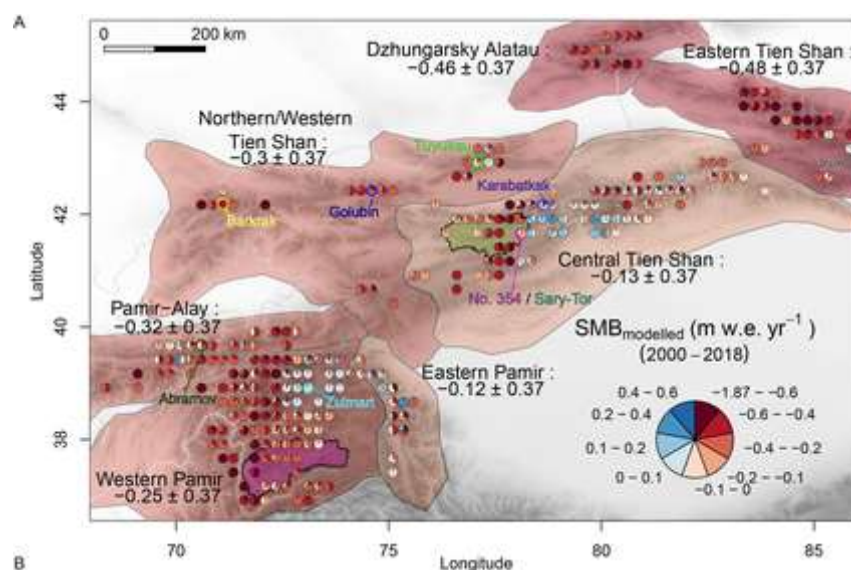 A
0 200 km
Dzhungarsky Alatau :
−0.46 ± 0.37
Eastern Tien Shan :
−0.48 ± 0.37
Northern/Western
Tien Shan :
−0.3 ± 0.37
Tuyuksu
Karabatkak
Golubin
Barkrak
Central Tien Shan :
−0.13 ± 0.37
No. 354 / Sary-Tor
Pamir−Alay :
−0.32 ± 0.37
Abramov
Eastern Pamir :
−0.12 ± 0.37
Zulmart
Western Pamir
−0.25 ± 0.37
SMBmodelled (m w.e. yr−1)
(2000 − 2018)
0.4 − 0.6
−1.87 − −0.6
0.2 − 0.4
−0.6 − −0.4
0.1 − 0.2
−0.4 − −0.2
0 − 0.1
−0.2 − −0.1
−0.1 − 0
Latitude
44
42
40
38
70 75 80 85
Longitude
B